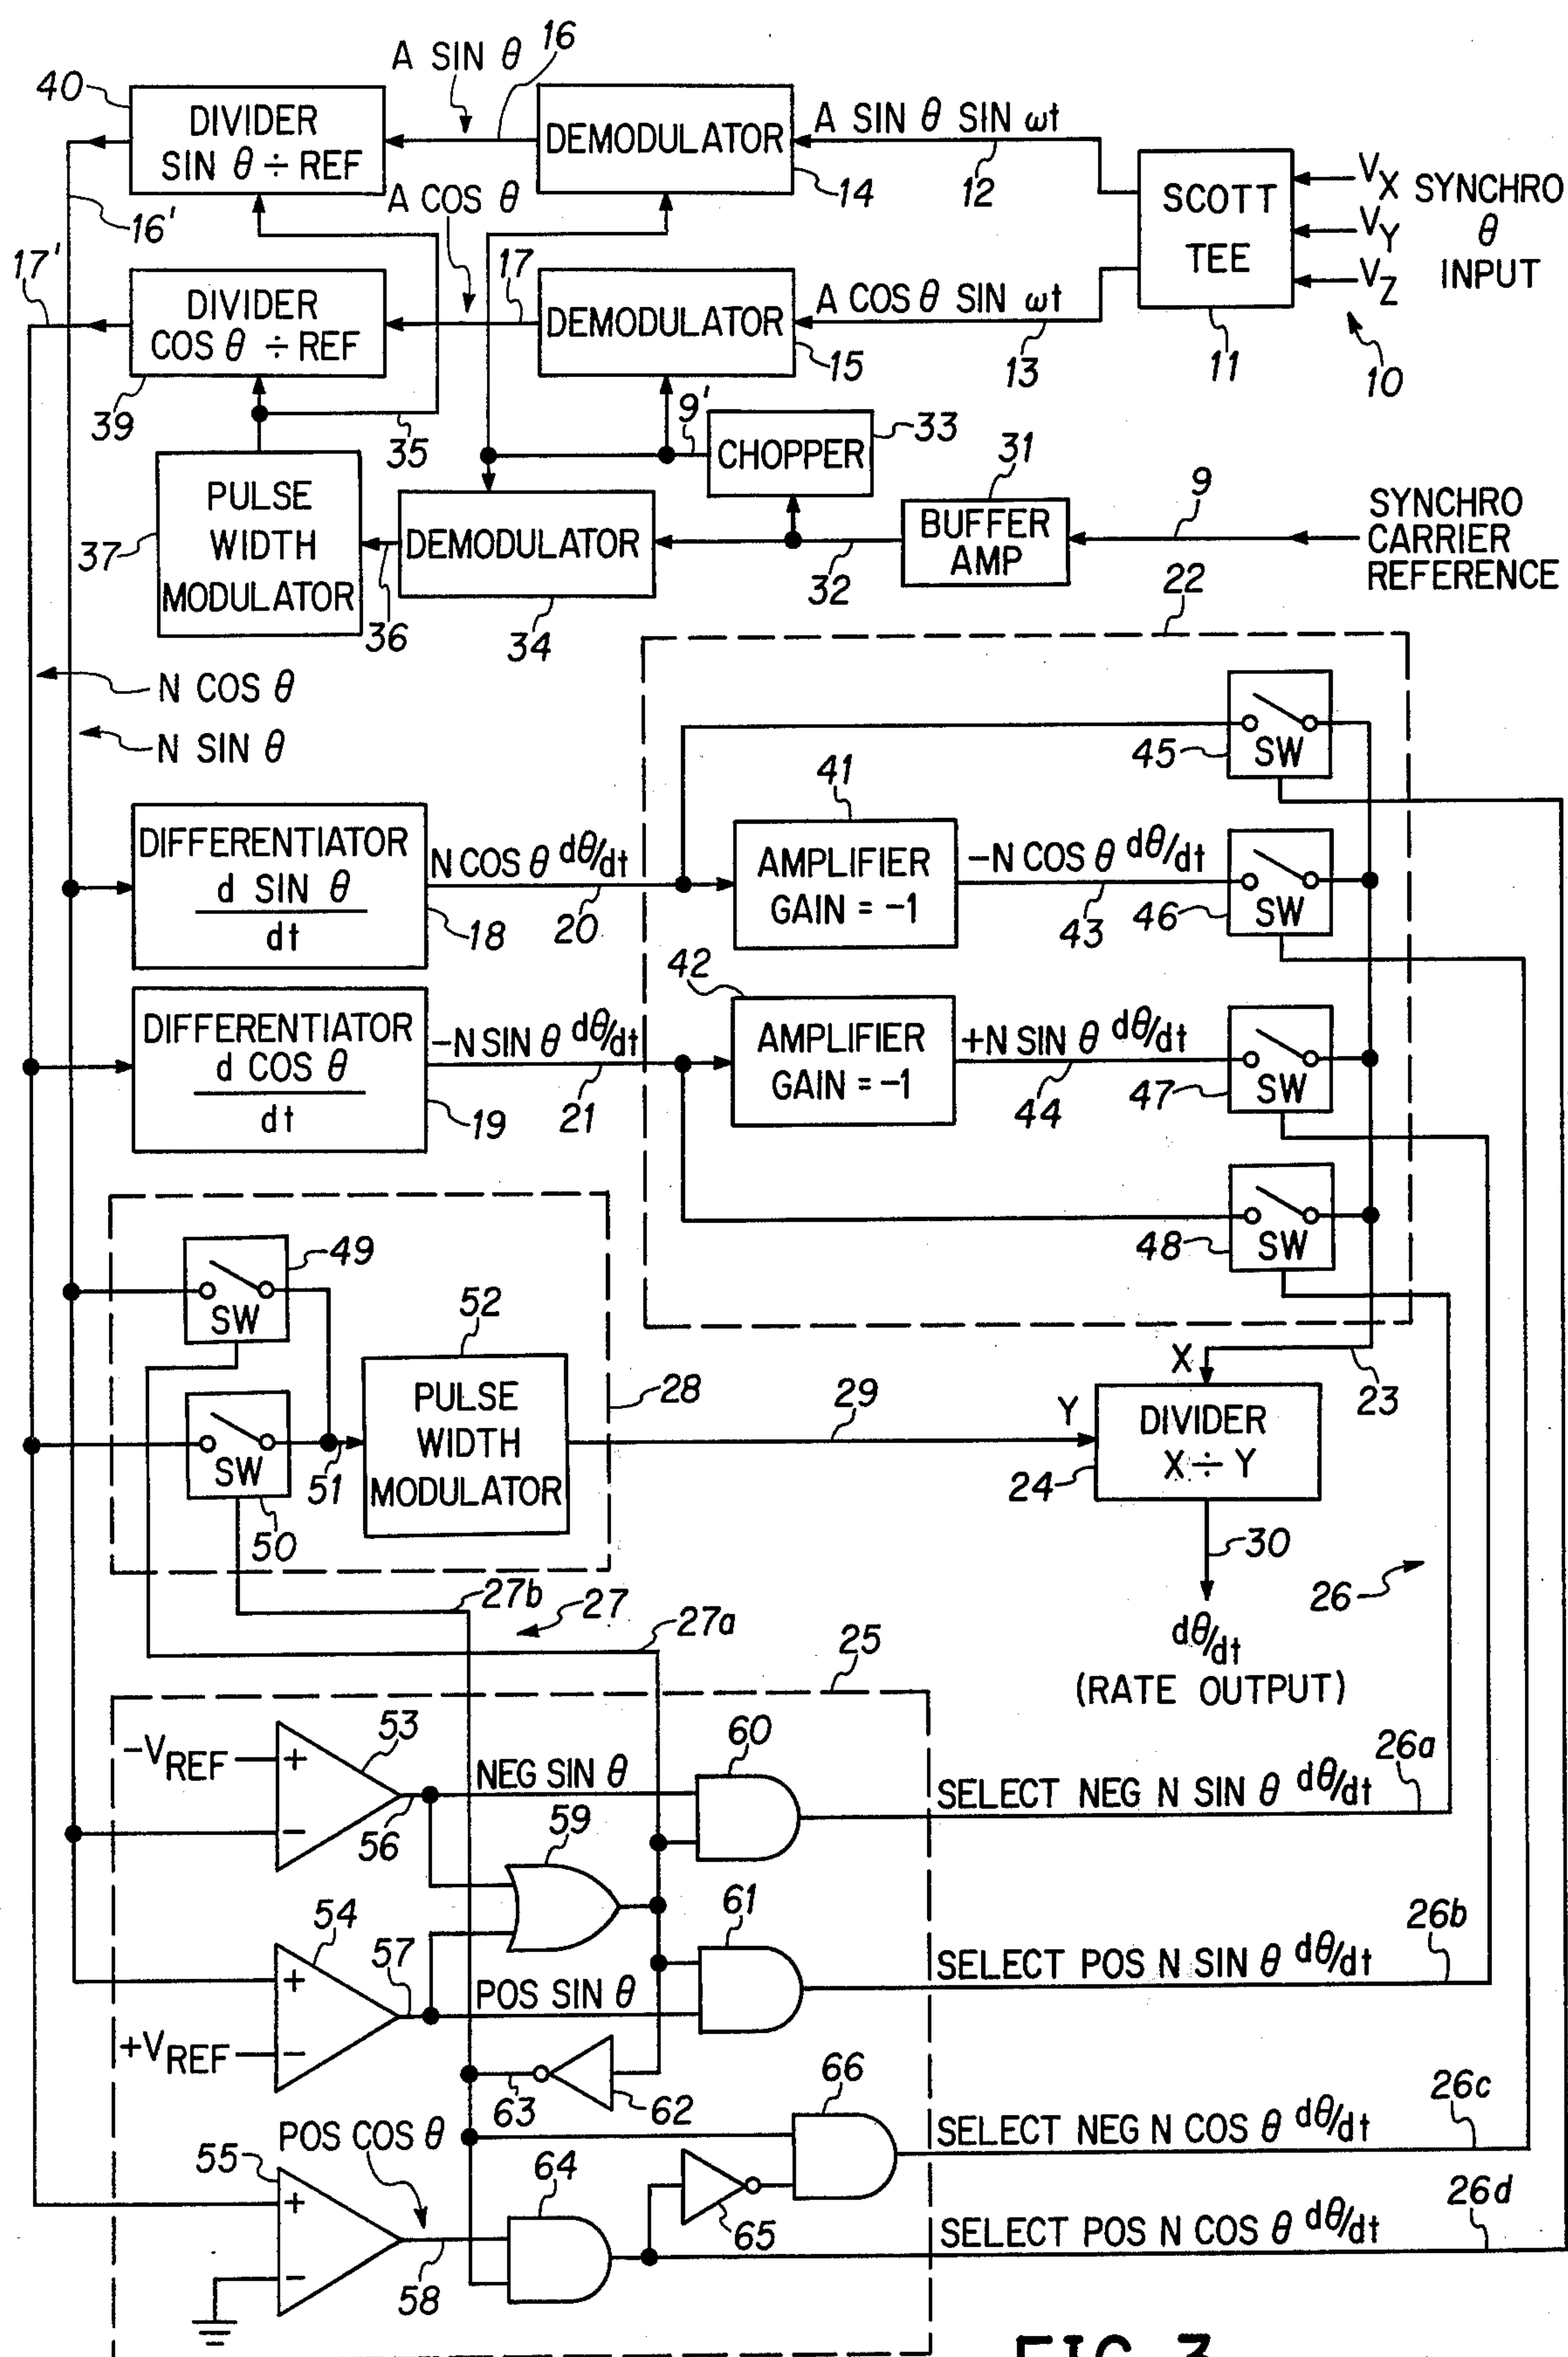 A SIN θ
16
40
DIVIDER
SIN θ ÷ REF
DEMODULATOR
A SIN θ SIN ωt
14
12
SCOTT
TEE
11
VX
VY
VZ
SYNCHRO
θ
INPUT
10
16'
A COS θ
17'
DIVIDER
COS θ ÷ REF
39
17
DEMODULATOR
A COS θ SIN ωt
15
13
35
9'
CHOPPER
33
31
PULSE
WIDTH
MODULATOR
37
36
DEMODULATOR
34
32
BUFFER
AMP
9
SYNCHRO
CARRIER
REFERENCE
22
N COS θ
N SIN θ
SW
45
DIFFERENTIATOR
d SIN θ
dt
18
N COS θ dθ/dt
20
41
AMPLIFIER
GAIN = -1
-N COS θ dθ/dt
43
46
SW
42
DIFFERENTIATOR
d COS θ
dt
19
-N SIN θ dθ/dt
21
AMPLIFIER
GAIN = -1
+N SIN θ dθ/dt
44
47
SW
48
SW
49
SW
50
SW
51
52
PULSE
WIDTH
MODULATOR
28
29
X
Y
23
DIVIDER
X ÷ Y
24
30
dθ/dt
(RATE OUTPUT)
26
27b
27
27a
25
-VREF
+
-
53
56
NEG SIN θ
60
SELECT NEG N SIN θ dθ/dt
26a
59
54
+
-
+VREF
57
POS SIN θ
61
SELECT POS N SIN θ dθ/dt
26b
63
62
66
SELECT NEG N COS θ dθ/dt
26c
POS COS θ
55
+
-
58
64
65
SELECT POS N COS θ dθ/dt
26d
FIG 3